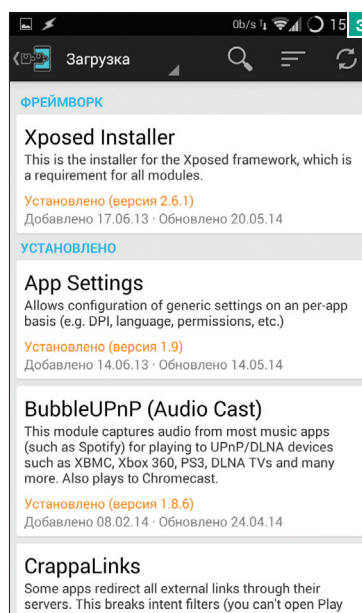 0b/s 15 3
Загрузка
ФРЕЙМВОРК
Xposed Installer
This is the installer for the Xposed framework, which is
a requirement for all modules.
Установлено (версия 2.6.1)
Добавлено 17.06.13 · Обновлено 20.05.14
УСТАНОВЛЕНО
App Settings
Allows configuration of generic settings on an per-app
basis (e.g. DPI, language, permissions, etc.)
Установлено (версия 1.9)
Добавлено 14.06.13 · Обновлено 14.05.14
BubbleUPnP (Audio Cast)
This module captures audio from most music apps
(such as Spotify) for playing to UPnP/DLNA devices
such as XBMC, Xbox 360, PS3, DLNA TVs and many
more. Also plays to Chromecast.
Установлено (версия 1.8.6)
Добавлено 08.02.14 · Обновлено 24.04.14
CrappaLinks
Some apps redirect all external links through their
servers. This breaks intent filters (you can't open Play